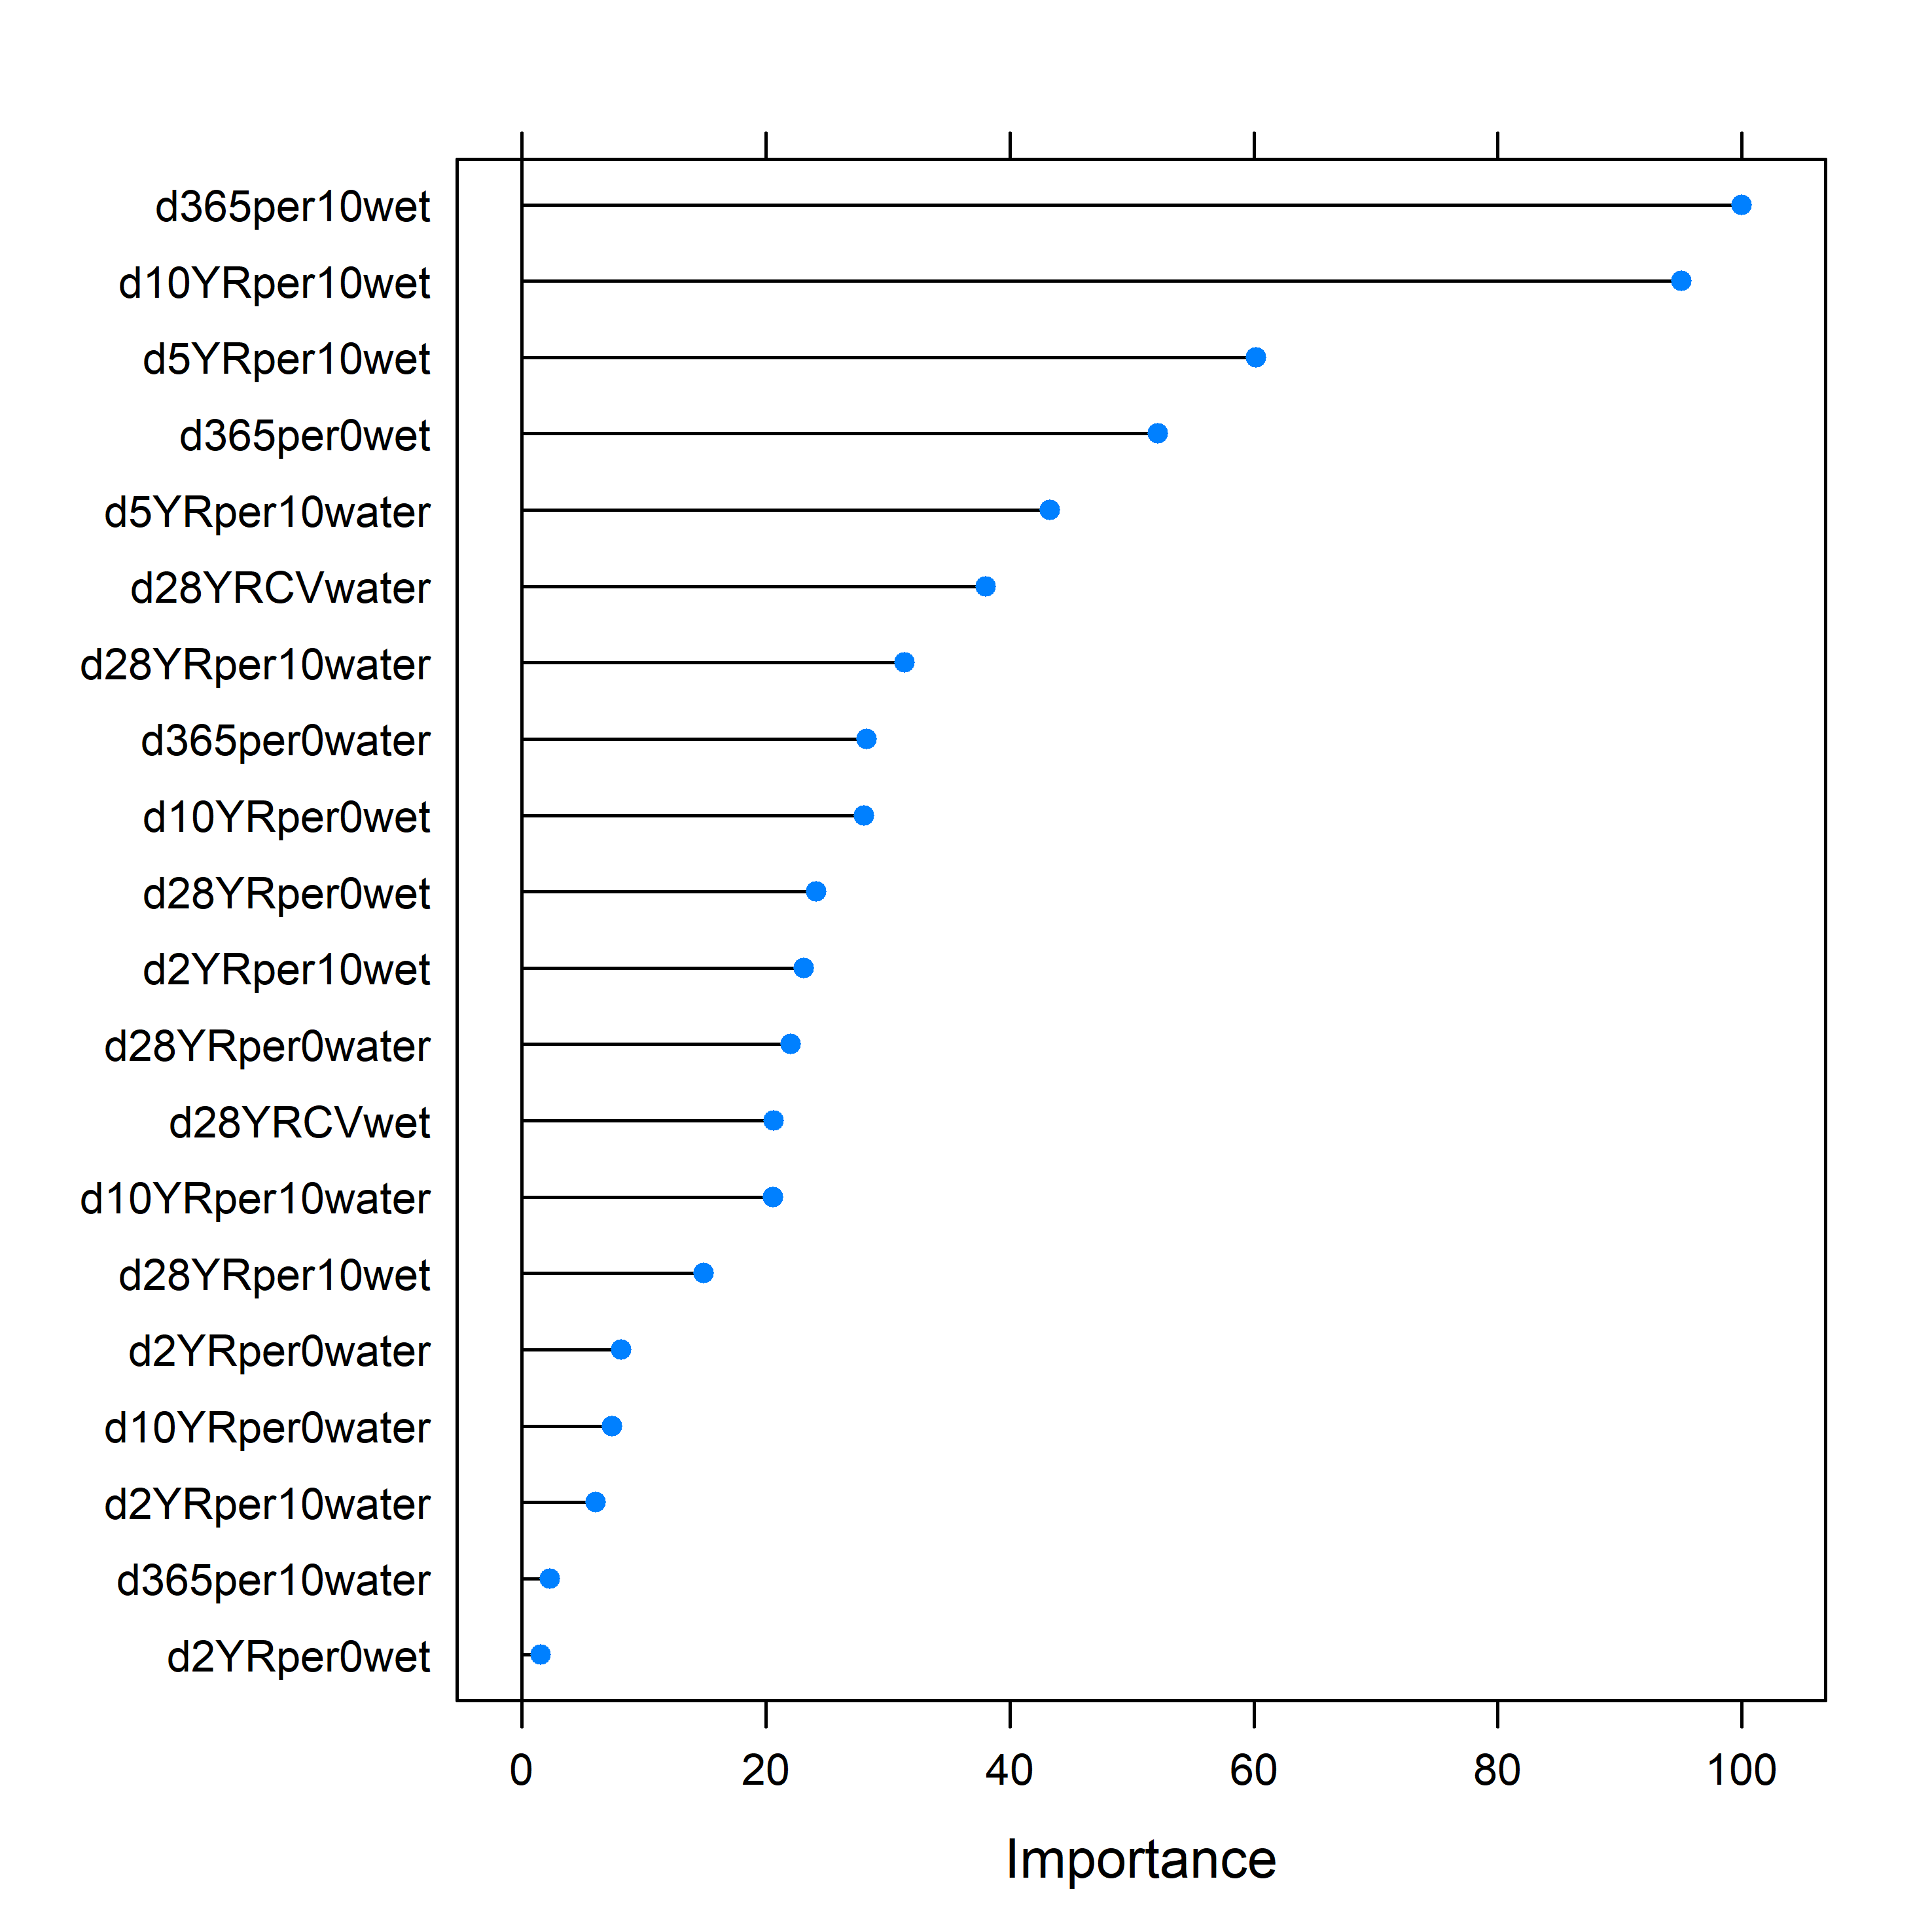 d365per10wet
d10YRper10wet
d5YRper10wet
d365per0wet
d5YRper10water
d28YRCVwater
d28YRper10water
d365per0water
d10YRper0wet
d28YRper0wet
d2YRper10wet
d28YRper0water
d28YRCVwet
d10YRper10water
d28YRper10wet
d2YRper0water
d10YRper0water
d2YRper10water
d365per10water
d2YRper0wet
0 20 40 60 80 100
Importance